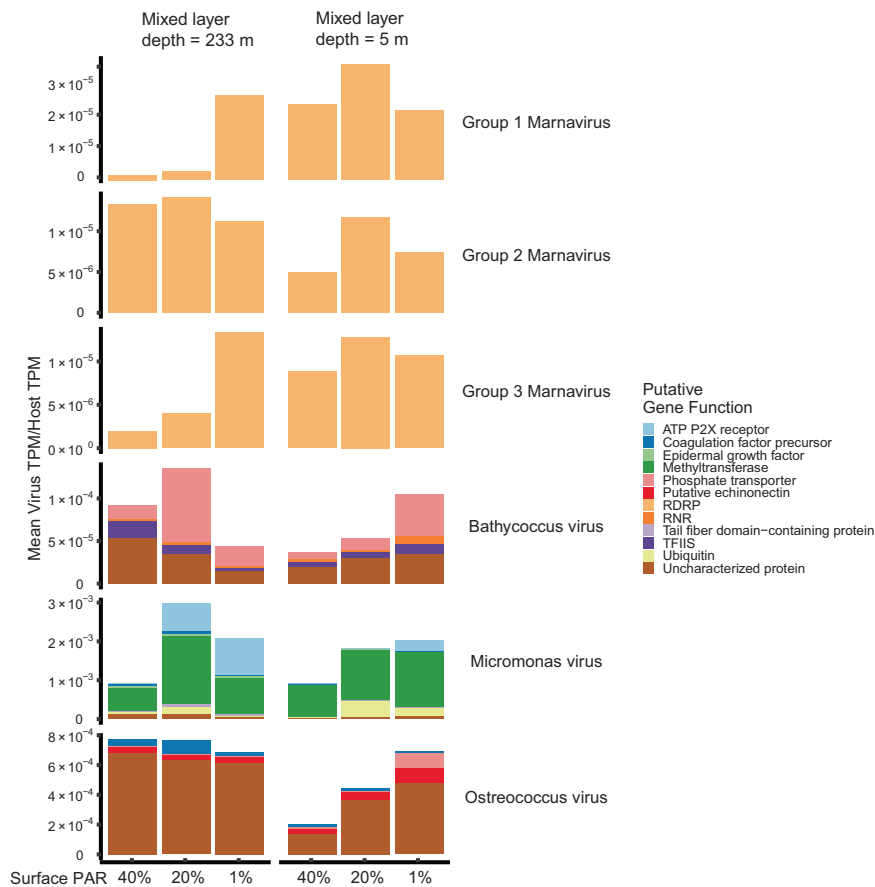 Mixed layer
depth = 233 m
Mixed layer
depth = 5 m
3 × 10⁻⁵
2 × 10⁻⁵
1 × 10⁻⁵
0
Group 1 Marnavirus
1 × 10⁻⁵
5 × 10⁻⁶
0
Group 2 Marnavirus
1 × 10⁻⁵
5 × 10⁻⁶
0 × 10⁰
Group 3 Marnavirus
Mean Virus TPM/Host TPM
1 × 10⁻⁴
5 × 10⁻⁵
0
Bathycoccus virus
3 × 10⁻³
2 × 10⁻³
1 × 10⁻³
0
Micromonas virus
8 × 10⁻⁴
6 × 10⁻⁴
4 × 10⁻⁴
2 × 10⁻⁴
0
Ostreococcus virus
Surface PAR 40% 20% 1% 40% 20% 1%
Putative
Gene Function
ATP P2X receptor
Coagulation factor precursor
Epidermal growth factor
Methyltransferase
Phosphate transporter
Putative echinonectin
RDRP
RNR
Tail fiber domain−containing protein
TFIIS
Ubiquitin
Uncharacterized protein